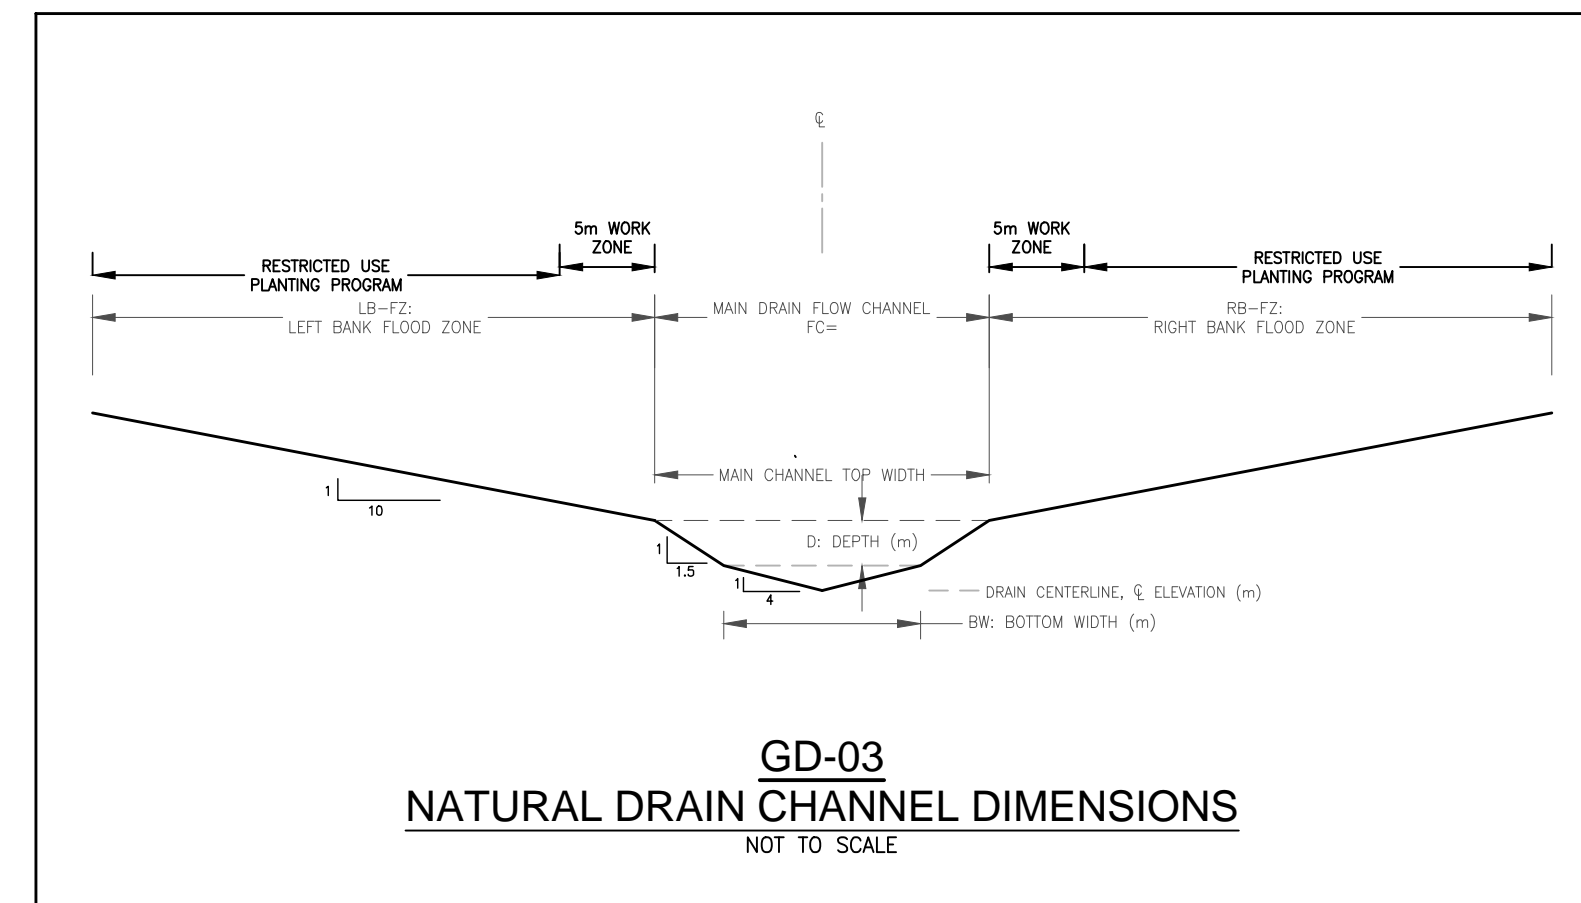 ℄
5m WORK
ZONE
5m WORK
ZONE
RESTRICTED USE
PLANTING PROGRAM
RESTRICTED USE
PLANTING PROGRAM
LB-FZ:
LEFT BANK FLOOD ZONE
MAIN DRAIN FLOW CHANNEL
FC=
RB-FZ:
RIGHT BANK FLOOD ZONE
MAIN CHANNEL TOP WIDTH
1
10
D: DEPTH (m)
1
1.5
1
4
DRAIN CENTERLINE, ℄ ELEVATION (m)
BW: BOTTOM WIDTH (m)
GD-03
NATURAL DRAIN CHANNEL DIMENSIONS
NOT TO SCALE